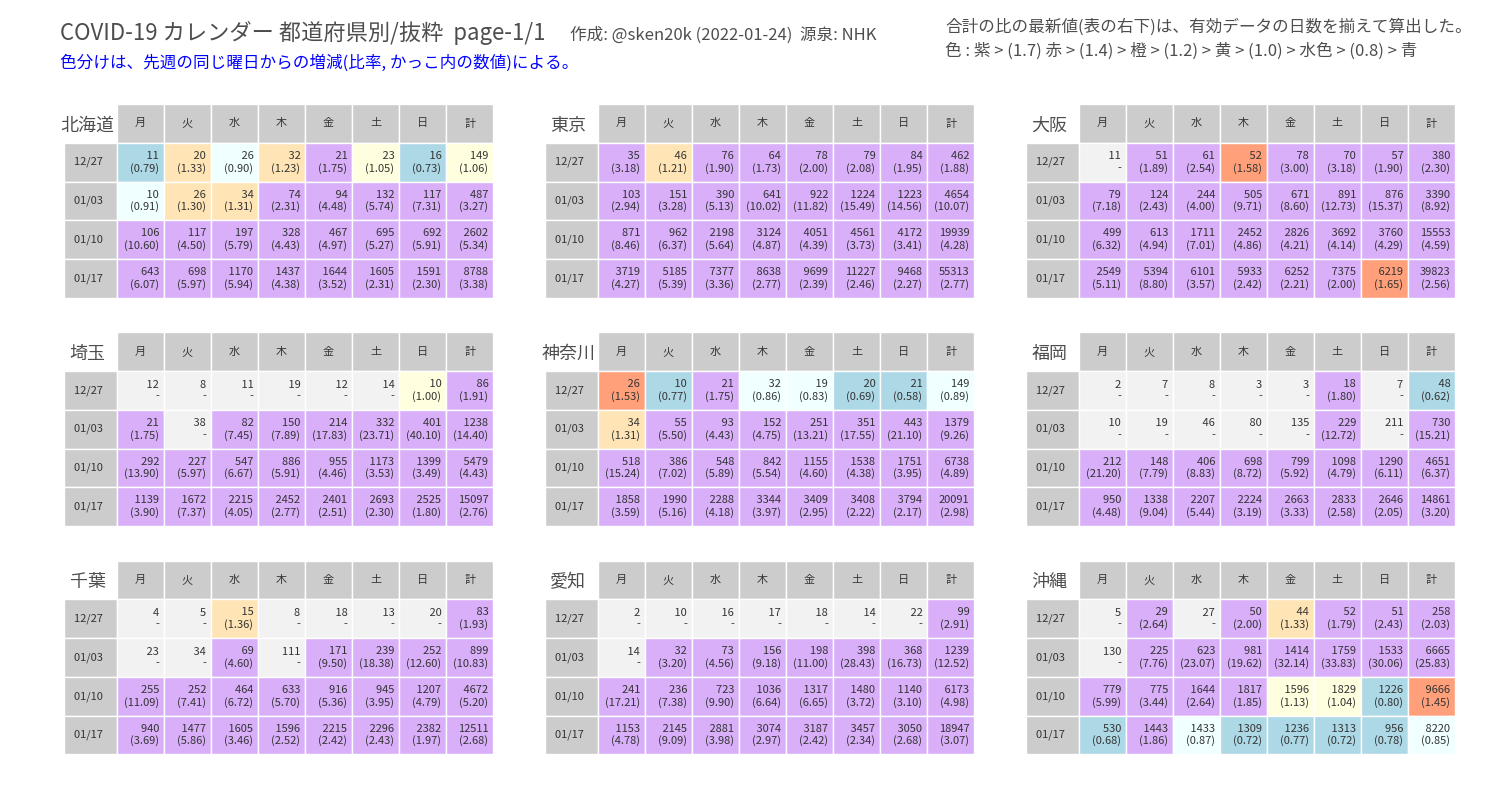 COVID-19 カレンダー 都道府県別/抜粋 page-1/1 作成: @sken20k (2022-01-24) 源泉: NHK
色分けは、先週の同じ曜日からの増減(比率, かっこ内の数値)による。
合計の比の最新値(表の右下)は、有効データの日数を揃えて算出した。
色 : 紫 > (1.7) 赤 > (1.4) 橙 > (1.2) 黄 > (1.0) > 水色 > (0.8) > 青
北海道 月 火 水 木 金 土 日 計
12/27 11 20 26 32 21 23 16 149
(0.79) (1.33) (0.90) (1.23) (1.75) (1.05) (0.73) (1.06)
01/03 10 26 34 74 94 132 117 487
(0.91) (1.30) (1.31) (2.31) (4.48) (5.74) (7.31) (3.27)
01/10 106 117 197 328 467 695 692 2602
(10.60) (4.50) (5.79) (4.43) (4.97) (5.27) (5.91) (5.34)
01/17 643 698 1170 1437 1644 1605 1591 8788
(6.07) (5.97) (5.94) (4.38) (3.52) (2.31) (2.30) (3.38)
東京 月 火 水 木 金 土 日 計
12/27 35 46 76 64 78 79 84 462
(3.18) (1.21) (1.90) (1.73) (2.00) (2.08) (1.95) (1.88)
01/03 103 151 390 641 922 1224 1223 4654
(2.94) (3.28) (5.13) (10.02) (11.82) (15.49) (14.56) (10.07)
01/10 871 962 2198 3124 4051 4561 4172 19939
(8.46) (6.37) (5.64) (4.87) (4.39) (3.73) (3.41) (4.28)
01/17 3719 5185 7377 8638 9699 11227 9468 55313
(4.27) (5.39) (3.36) (2.77) (2.39) (2.46) (2.27) (2.77)
大阪 月 火 水 木 金 土 日 計
12/27 11 51 61 52 78 70 57 380
- (1.89) (2.54) (1.58) (3.00) (3.18) (1.90) (2.30)
01/03 79 124 244 505 671 891 876 3390
(7.18) (2.43) (4.00) (9.71) (8.60) (12.73) (15.37) (8.92)
01/10 499 613 1711 2452 2826 3692 3760 15553
(6.32) (4.94) (7.01) (4.86) (4.21) (4.14) (4.29) (4.59)
01/17 2549 5394 6101 5933 6252 7375 6219 39823
(5.11) (8.80) (3.57) (2.42) (2.21) (2.00) (1.65) (2.56)
埼玉 月 火 水 木 金 土 日 計
12/27 12 8 11 19 12 14 10 86
- - - - - - (1.00) (1.91)
01/03 21 38 82 150 214 332 401 1238
(1.75) - (7.45) (7.89) (17.83) (23.71) (40.10) (14.40)
01/10 292 227 547 886 955 1173 1399 5479
(13.90) (5.97) (6.67) (5.91) (4.46) (3.53) (3.49) (4.43)
01/17 1139 1672 2215 2452 2401 2693 2525 15097
(3.90) (7.37) (4.05) (2.77) (2.51) (2.30) (1.80) (2.76)
神奈川 月 火 水 木 金 土 日 計
12/27 26 10 21 32 19 20 21 149
(1.53) (0.77) (1.75) (0.86) (0.83) (0.69) (0.58) (0.89)
01/03 34 55 93 152 251 351 443 1379
(1.31) (5.50) (4.43) (4.75) (13.21) (17.55) (21.10) (9.26)
01/10 518 386 548 842 1155 1538 1751 6738
(15.24) (7.02) (5.89) (5.54) (4.60) (4.38) (3.95) (4.89)
01/17 1858 1990 2288 3344 3409 3408 3794 20091
(3.59) (5.16) (4.18) (3.97) (2.95) (2.22) (2.17) (2.98)
福岡 月 火 水 木 金 土 日 計
12/27 2 7 8 3 3 18 7 48
- - - - - (1.80) - (0.62)
01/03 10 19 46 80 135 229 211 730
- - - - - (12.72) - (15.21)
01/10 212 148 406 698 799 1098 1290 4651
(21.20) (7.79) (8.83) (8.72) (5.92) (4.79) (6.11) (6.37)
01/17 950 1338 2207 2224 2663 2833 2646 14861
(4.48) (9.04) (5.44) (3.19) (3.33) (2.58) (2.05) (3.20)
千葉 月 火 水 木 金 土 日 計
12/27 4 5 15 8 18 13 20 83
- - (1.36) - - - - (1.93)
01/03 23 34 69 111 171 239 252 899
- - (4.60) - (9.50) (18.38) (12.60) (10.83)
01/10 255 252 464 633 916 945 1207 4672
(11.09) (7.41) (6.72) (5.70) (5.36) (3.95) (4.79) (5.20)
01/17 940 1477 1605 1596 2215 2296 2382 12511
(3.69) (5.86) (3.46) (2.52) (2.42) (2.43) (1.97) (2.68)
愛知 月 火 水 木 金 土 日 計
12/27 2 10 16 17 18 14 22 99
- - - - - - - (2.91)
01/03 14 32 73 156 198 398 368 1239
- (3.20) (4.56) (9.18) (11.00) (28.43) (16.73) (12.52)
01/10 241 236 723 1036 1317 1480 1140 6173
(17.21) (7.38) (9.90) (6.64) (6.65) (3.72) (3.10) (4.98)
01/17 1153 2145 2881 3074 3187 3457 3050 18947
(4.78) (9.09) (3.98) (2.97) (2.42) (2.34) (2.68) (3.07)
沖縄 月 火 水 木 金 土 日 計
12/27 5 29 27 50 44 52 51 258
- (2.64) - (2.00) (1.33) (1.79) (2.43) (2.03)
01/03 130 225 623 981 1414 1759 1533 6665
- (7.76) (23.07) (19.62) (32.14) (33.83) (30.06) (25.83)
01/10 779 775 1644 1817 1596 1829 1226 9666
(5.99) (3.44) (2.64) (1.85) (1.13) (1.04) (0.80) (1.45)
01/17 530 1443 1433 1309 1236 1313 956 8220
(0.68) (1.86) (0.87) (0.72) (0.77) (0.72) (0.78) (0.85)